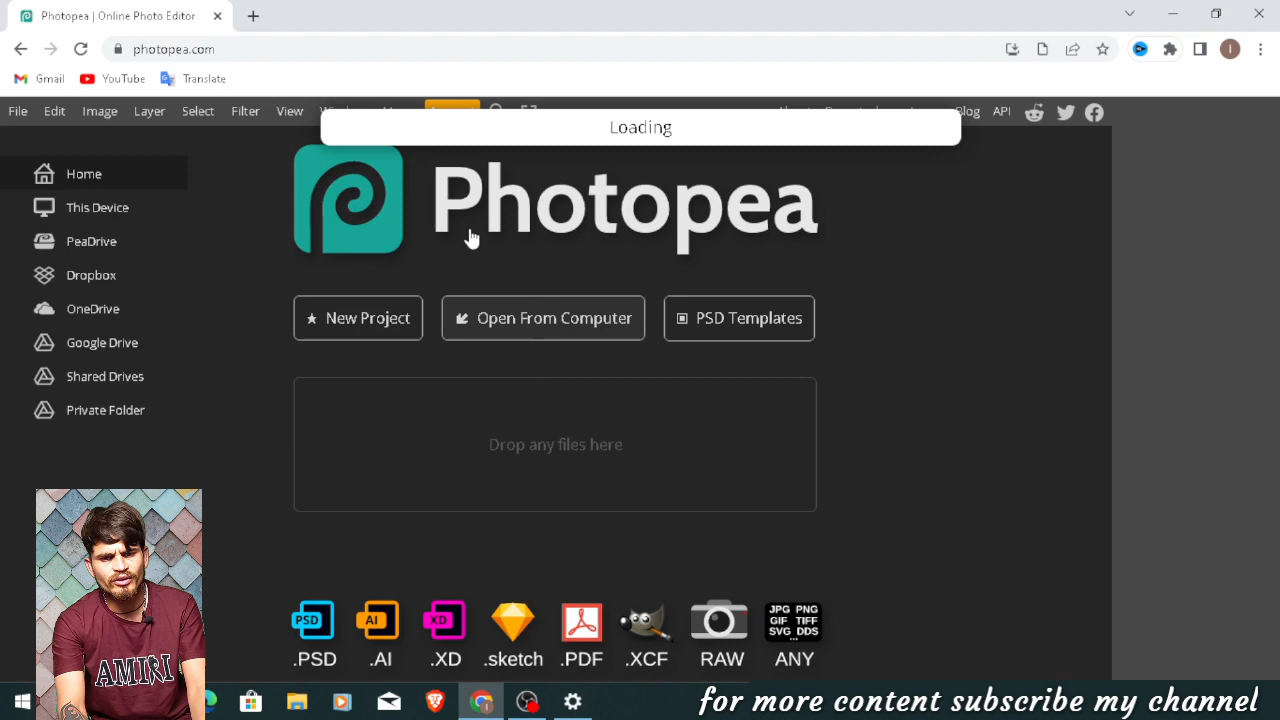 Photopea | Online Photo Editor
photopea.com
Gmail YouTube Translate
File Edit Image Layer Select Filter View
Blog API
Loading
Home
This Device
PeaDrive
Dropbox
OneDrive
Google Drive
Shared Drives
Private Folder
Photopea
New Project Open From Computer PSD Templates
Drop any files here
PSD AI XD JPG PNG
GIF TIFF
SVG DDS
...
.PSD .AI .XD .sketch .PDF .XCF RAW ANY
AMIRI
I
for more content subscribe my channel